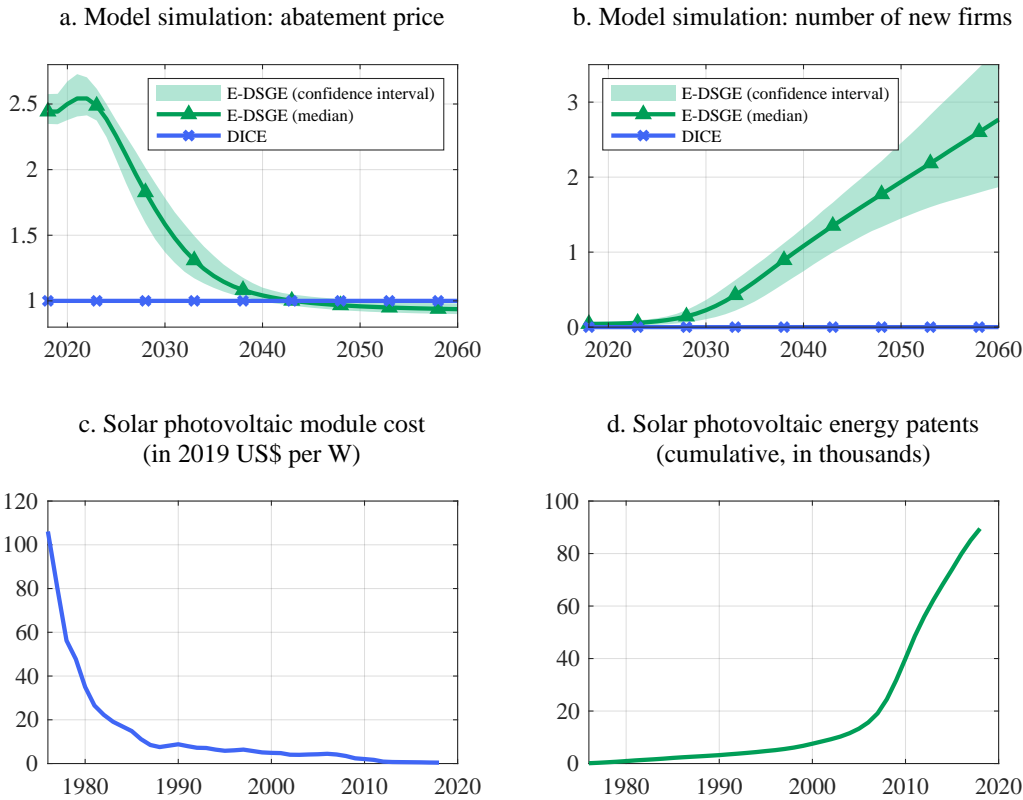 a. Model simulation: abatement price
2.5
2
1.5
1
E-DSGE (confidence interval)
E-DSGE (median)
DICE
2020 2030 2040 2050 2060
b. Model simulation: number of new firms
3
2
1
0
E-DSGE (confidence interval)
E-DSGE (median)
DICE
2020 2030 2040 2050 2060
c. Solar photovoltaic module cost
(in 2019 US$ per W)
120
100
80
60
40
20
0
1980 1990 2000 2010 2020
d. Solar photovoltaic energy patents
(cumulative, in thousands)
100
80
60
40
20
0
1980 1990 2000 2010 2020